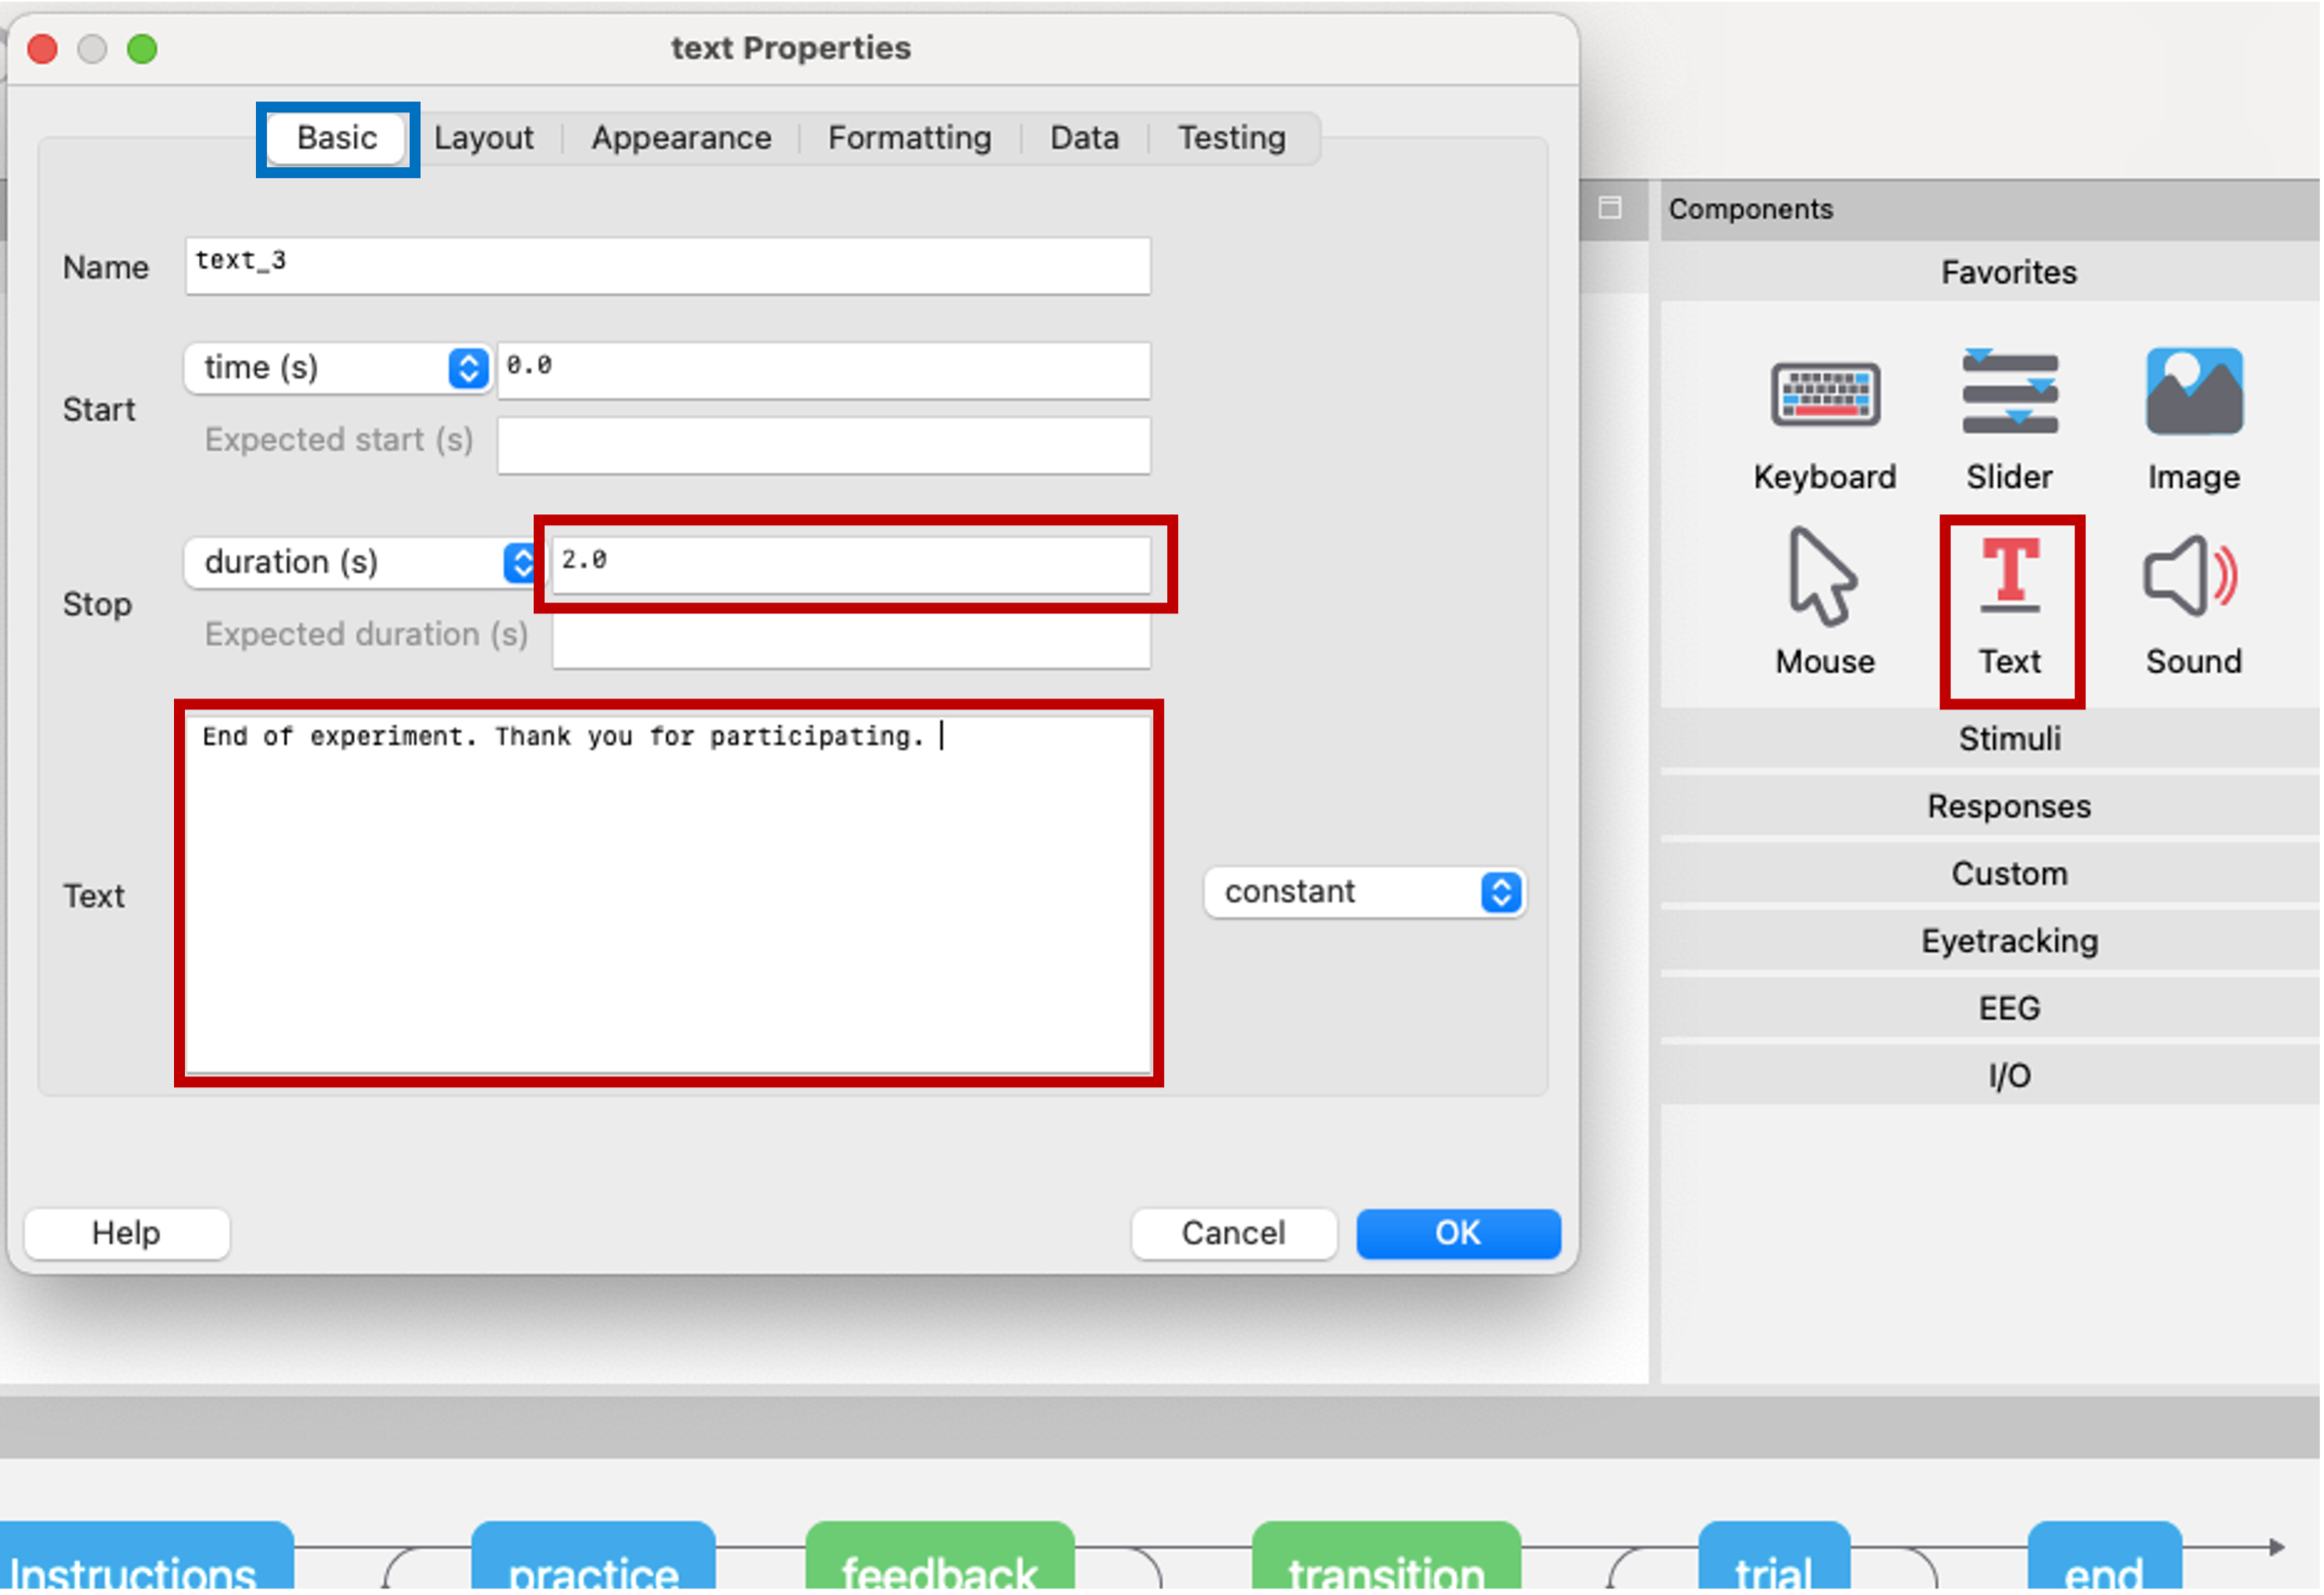 text Properties
Basic Layout Appearance Formatting Data Testing
Name text_3
Start time (s) 0.0
Expected start (s)
Stop duration (s) 2.0
Expected duration (s)
Text End of experiment. Thank you for participating.
constant
Help Cancel OK
Components
Favorites
Keyboard Slider Image
Mouse Text Sound
Stimuli
Responses
Custom
Eyetracking
EEG
I/O
Instructions practice feedback transition trial end